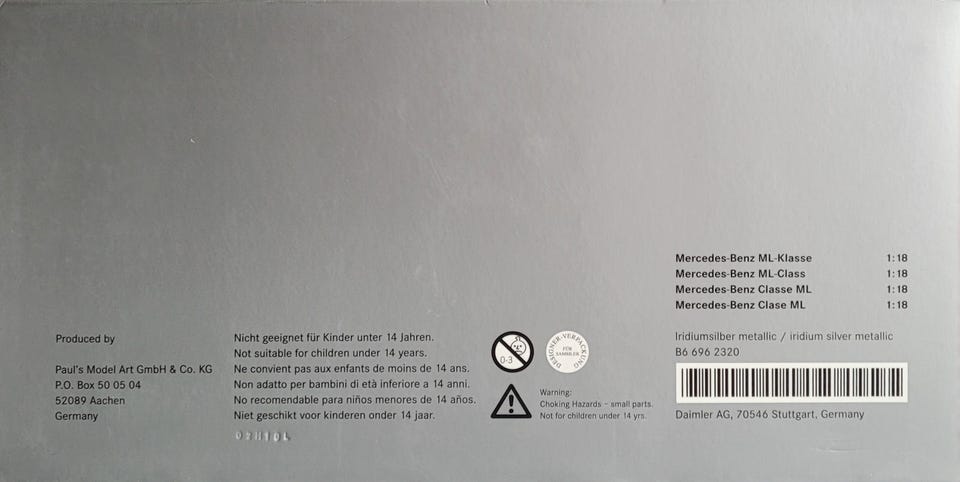 Mercedes-Benz ML-Klasse 1:18
Mercedes-Benz ML-Class 1:18
Mercedes-Benz Classe ML 1:18
Mercedes-Benz Clase ML 1:18
Iridiumsilber metallic / iridium silver metallic
B6 696 2320
Daimler AG, 70546 Stuttgart, Germany
Produced by
Paul's Model Art GmbH & Co. KG
P.O. Box 50 05 04
52089 Aachen
Germany
Nicht geeignet für Kinder unter 14 Jahren.
Not suitable for children under 14 years.
Ne convient pas aux enfants de moins de 14 ans.
Non adatto per bambini di età inferiore a 14 anni.
No recomendable para niños menores de 14 años.
Niet geschikt voor kinderen onder 14 jaar.
0-3
DESIGNER-VERPACKUNG
FÜR
SAMMLER
Warning:
Choking Hazards – small parts.
Not for children under 14 yrs.